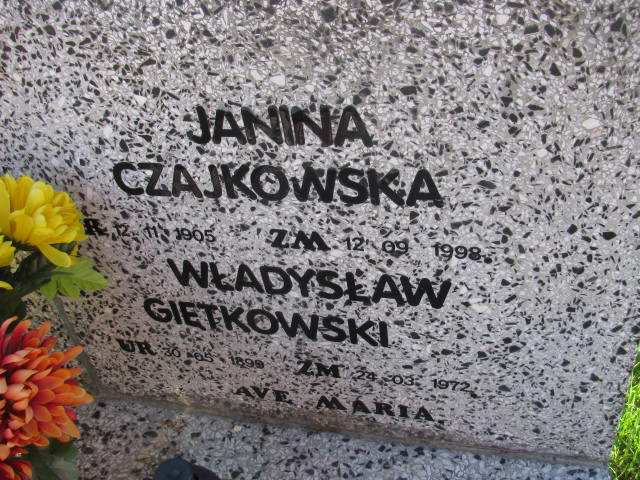 JANINA
CZAJKOWSKA
UR 12.11.1905 ZM 12.09.1998.
WŁADYSŁAW
GIĘTKOWSKI
UR 30.05.1899 ZM 24.03.1972
AVE MARIA